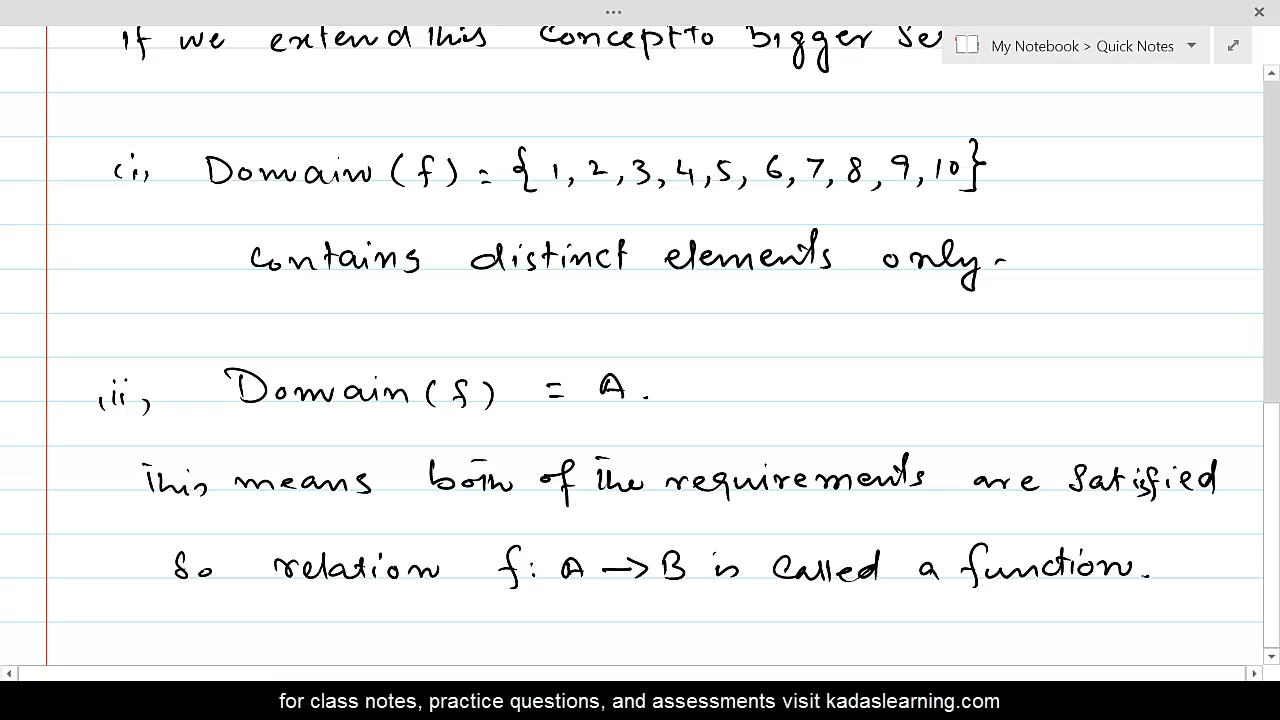 If we extend this concept to bigger se
My Notebook > Quick Notes
(i) Domain (f) = {1, 2, 3, 4, 5, 6, 7, 8, 9, 10}
contains distinct elements only.
(ii) Domain (f) = A.
This means both of the requirements are satisfied
So relation f: A → B is called a function.
for class notes, practice questions, and assessments visit kadaslearning.com